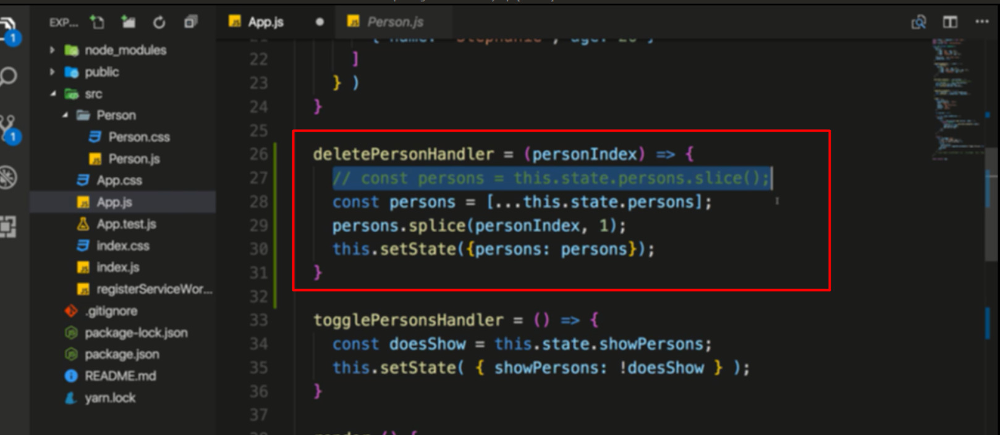 EXP...
App.js
Person.js
1
1
node_modules
public
src
Person
Person.css
Person.js
App.css
App.js
App.test.js
index.css
index.js
registerServiceWor...
.gitignore
package-lock.json
package.json
README.md
yarn.lock
22 ]
23 } )
24 }
25
26 deletePersonHandler = (personIndex) => {
27 // const persons = this.state.persons.slice();
28 const persons = [...this.state.persons];
29 persons.splice(personIndex, 1);
30 this.setState({persons: persons});
31 }
32
33 togglePersonsHandler = () => {
34 const doesShow = this.state.showPersons;
35 this.setState( { showPersons: !doesShow } );
36 }
37